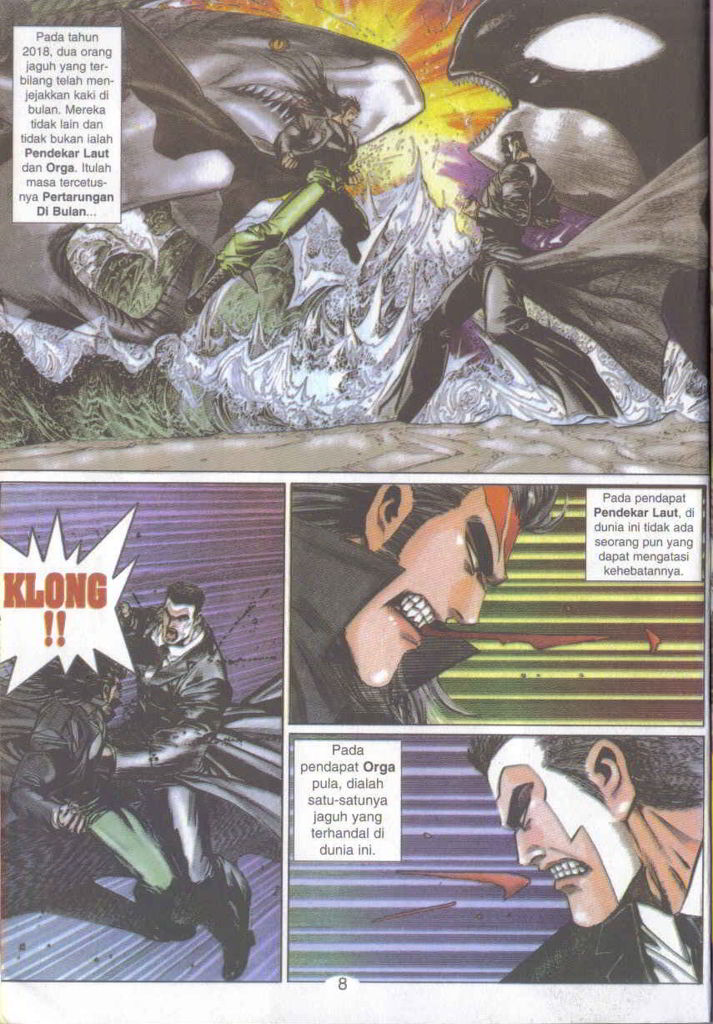 Pada tahun
2018, dua orang
jaguh yang ter-
bilang telah men-
jejakkan kaki di
bulan. Mereka
tidak lain dan
tidak bukan ialah
Pendekar Laut
dan Orga. Itulah
masa tercetus-
nya Pertarungan
Di Bulan...
KLONG
!!
Pada pendapat
Pendekar Laut, di
dunia ini tidak ada
seorang pun yang
dapat mengatasi
kehebatannya.
Pada
pendapat Orga
pula, dialah
satu-satunya
jaguh yang
terhandal di
dunia ini.
8